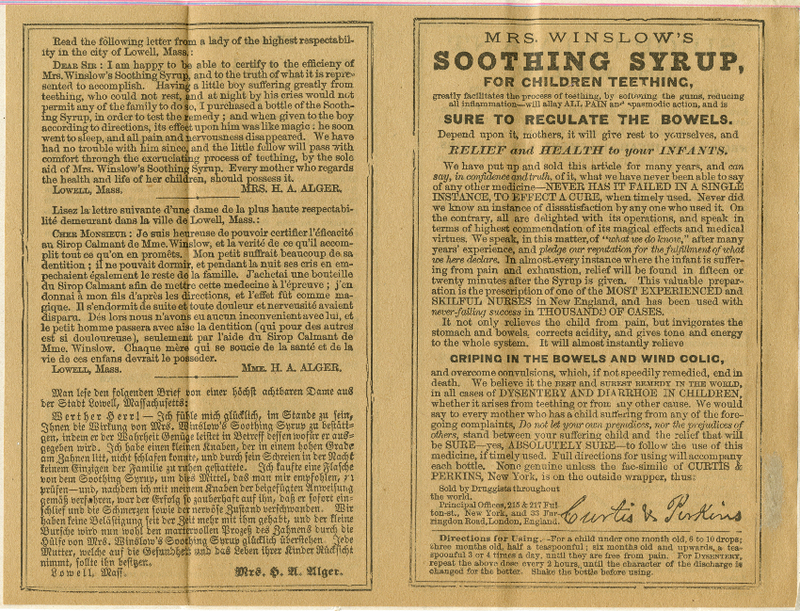 Read the following letter from a lady of the highest respectabil-
ity in the city of Lowell, Mass.:
DEAR SIR: I am happy to be able to certify to the efficieny of
Mrs. Winslow's Soothing Syrup, and to the truth of what it is repre-
sented to accomplish. Having a little boy suffering greatly from
teething, who could not rest, and at night by his cries would not
permit any of the family to do so, I purchased a bottle of the Sooth-
ing Syrup, in order to test the remedy; and when given to the boy
according to directions, its effect upon him was like magic: he soon
went to sleep, and all pain and nervousness disappeared. We have
had no trouble with him since, and the little fellow will pass with
comfort through the excruciating process of teething, by the sole
aid of Mrs. Winslow's Soothing Syrup. Every mother who regards
the health and life of her children, should possess it.
LOWELL, Mass. MRS. H. A. ALGER.
Lisez la lettre suivante d'une dame de la plus haute respectabi-
lité demeurant dans la ville de Lowell, Mass.:
CHER MONSIEUR: Je suis heureuse de pouvoir certifier l'éficacité
au Sirop Calmant de Mme. Winslow, et la verité de ce qu'il accom-
plit tout ce qu'on en promêts. Mon petit suffrait beaucoup de sa
dentition; il ne pouvait dormir, et pendant la nuit ses cris en em-
pechaient également le reste de la famille. J'achetai une bouteille
du Sirop Calmant afin de mettre cette medecine à l'épreuve; j'en
donnai à mon fils d'après les directions, et l'effêt fût comme ma-
gique. Il s'endormit de suite et toute douleur et nervensité avaient
disparu. Dés lors nous n'avons eu aucun inconvenient avec lui, et
le petit homme passera avec aise la dentition (qui pour des autres
est si douloureuse), seulement par l'aide du Sirop Calmant de
Mme. Winslow. Chaque mère qui se soucie de la santé et de la
vie de ces enfans devrait le posseder.
LOWELL, Mass. MME. H. A. ALGER.
Man lese den folgenden Brief von einer höchst achtbaren Dame aus
der Stadt Lowell, Massachusetts:
Werther Herr!—Ich fühle mich glücklich, im Stande zu sein,
Ihnen die Wirkung von Mrs. Winslow's Soothing Syrup zu bestäti-
gen, indem er der Wahrheit Genüge leistet in Betreff dessen wofür er aus-
gegeben wird. Ich habe einen kleinen Knaben, der in einem hohen Grade
am Zahnen litt, nicht schlafen konnte, und durch sein Schreien in der Nacht
keinem Einzigen der Familie zu ruhen gestattete. Ich kaufte eine Flasche
von dem Soothing Syrup, um dies Mittel, das man mir empfohlen, zu
prüfen—und, nachdem ich mit meinem Knaben der beigefügten Anweisung
gemäß verfahren, war der Erfolg so zauberhaft auf ihn, daß er sofort ein-
schlief und die Schmerzen sowie der nervöse Zustand verschwanden. Wir
haben keine Belästigung seit der Zeit mehr mit ihm gehabt, und der kleine
Bursche wird nun wohl den martervollen Prozeß des Zahnens durch die
Hülfe von Mrs. Winslow's Soothing Syrup glücklich überstehen. Jede
Mutter, welche auf die Gesundheit und das Leben ihrer Kinder Rücksicht
nimmt, sollte ihn besitzen.
Lowell, Mass. Mrs. H. A. Alger.
MRS. WINSLOW'S
SOOTHING SYRUP,
FOR CHILDREN TEETHING,
greatly facilitates the process of teething, by softening the gums, reducing
all inflammation—will allay ALL PAIN and spasmodic action, and is
SURE TO REGULATE THE BOWELS.
Depend upon it, mothers, it will give rest to yourselves, and
RELIEF and HEALTH to your INFANTS.
We have put up and sold this article for many years, and can
say, in confidence and truth, of it, what we have never been able to say
of any other medicine—NEVER HAS IT FAILED IN A SINGLE
INSTANCE, TO EFFECT A CURE, when timely used. Never did
we know an instance of dissatisfaction by any one who used it. On
the contrary, all are delighted with its operations, and speak in
terms of highest commendation of its magical effects and medical
virtues. We speak, in this matter, of "what we do know," after many
years' experience, and pledge our reputation for the fulfillment of what
we here declare. In almost every instance where the infant is suffer-
ing from pain and exhaustion, relief will be found in fifteen or
twenty minutes after the Syrup is given. This valuable prepar-
ation is the prescription of one of the MOST EXPERIENCED and
SKILFUL NURSES in New England, and has been used with
never-failing success in THOUSANDS OF CASES.
It not only relieves the child from pain, but invigorates the
stomach and bowels, corrects acidity, and gives tone and energy
to the whole system. It will almost instantly relieve
GRIPING IN THE BOWELS AND WIND COLIC,
and overcome convulsions, which, if not speedily remedied, end in
death. We believe it the BEST and SUREST REMEDY IN THE WORLD,
in all cases of DYSENTERY AND DIARRHOE IN CHILDREN,
whether it arises from teething or from any other cause. We would
say to every mother who has a child suffering from any of the fore-
going complaints, Do not let your own prejudices, nor the prejudices of
others, stand between your suffering child and the relief that will
be SURE—yes, ABSOLUTELY SURE—to follow the use of this
medicine, if timely used. Full directions for using will accompany
each bottle. None genuine unless the fac-simile of CURTIS &
PERKINS, New York, is on the outside wrapper, thus:
Sold by Druggists throughout
the world.
Principal Offices, 215 & 217 Ful
ton-st., New York, and 33 Far-
ringdon Road, London, England.
Curtis & Perkins
Directions for Using.—For a child under one month old, 6 to 10 drops;
three months old, half a teaspoonful; six months old and upwards, a tea-
spoonful 3 or 4 times a day, until they are free from pain. For DYSENTERY,
repeat the above dose every 2 hours, until the character of the discharge is
changed for the better. Shake the bottle before using.